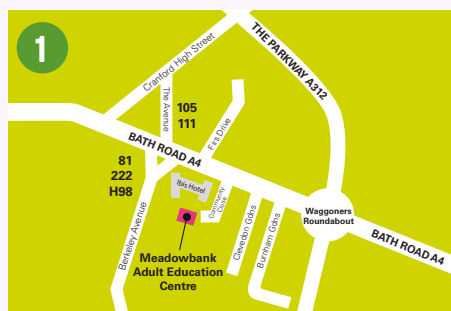 1
Cranford High Street
THE PARKWAY A312
The Avenue
105
111
Firs Drive
BATH ROAD A4
81
222
H98
Ibis Hotel
Community
Close
Berkeley Avenue
Clevedon Gdns
Burnham Gdns
Waggoners
Roundabout
BATH ROAD A4
Meadowbank
Adult Education
Centre